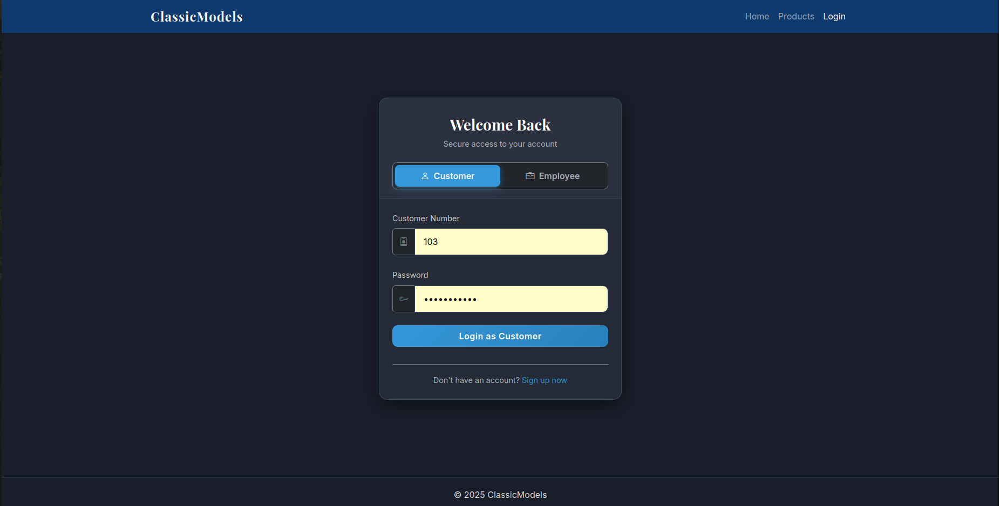 ClassicModels
Home Products Login
Welcome Back
Secure access to your account
Customer Employee
Customer Number
103
Password
•••••••••••
Login as Customer
Don't have an account? Sign up now
© 2025 ClassicModels